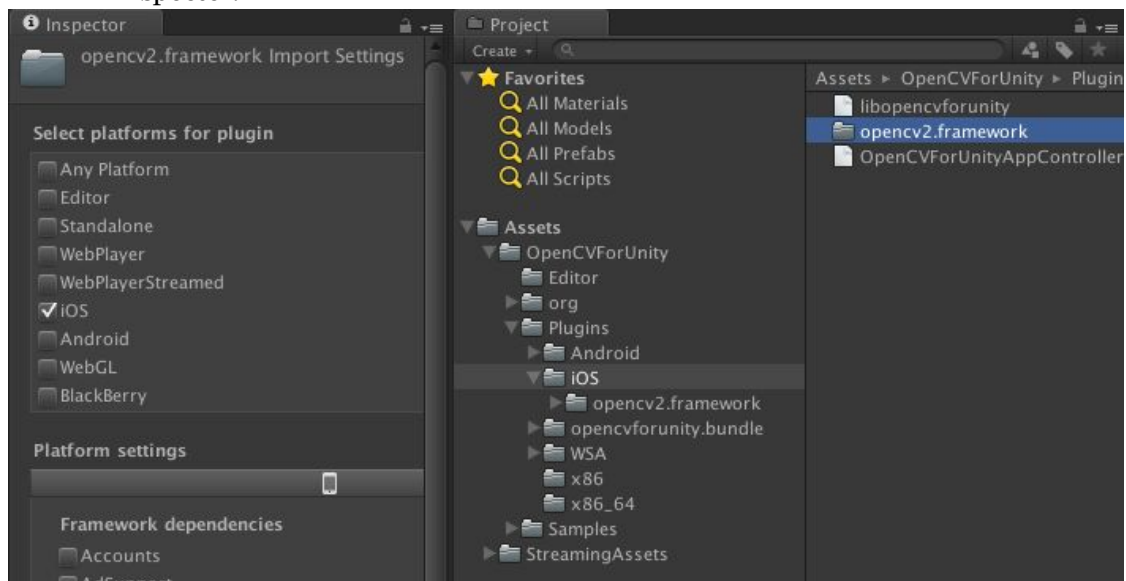 Inspector
opencv2.framework Import Settings
Select platforms for plugin
Any Platform
Editor
Standalone
WebPlayer
WebPlayerStreamed
iOS
Android
WebGL
BlackBerry
Platform settings
Framework dependencies
Accounts
Project
Create
Favorites
All Materials
All Models
All Prefabs
All Scripts
Assets
OpenCVForUnity
Editor
org
Plugins
Android
iOS
opencv2.framework
opencvforunity.bundle
WSA
x86
x86_64
Samples
StreamingAssets
Assets ▸ OpenCVForUnity ▸ Plugin
libopencvforunity
opencv2.framework
OpenCVForUnityAppController